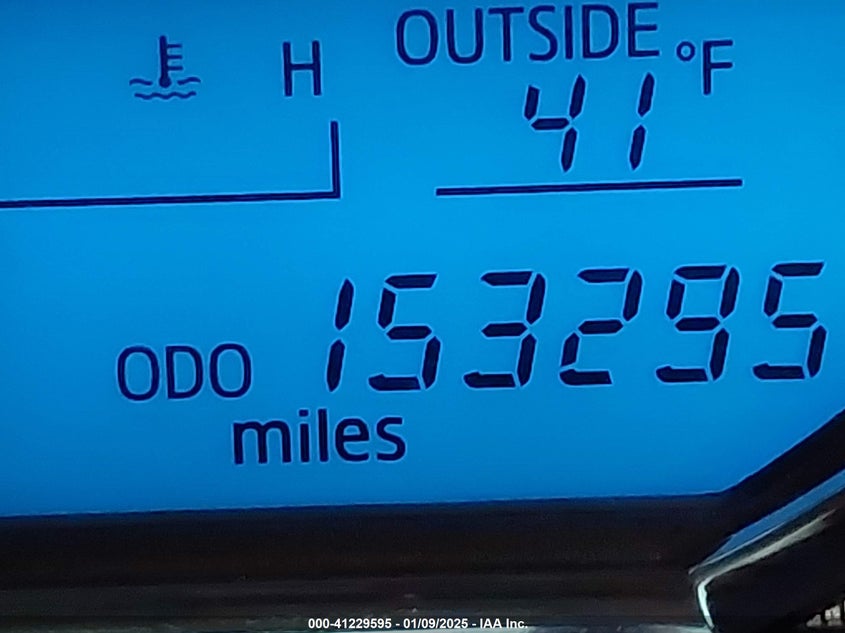 H
OUTSIDE °F
41
ODO 153295
miles
000-41229595 - 01/09/2025 - IAA Inc.